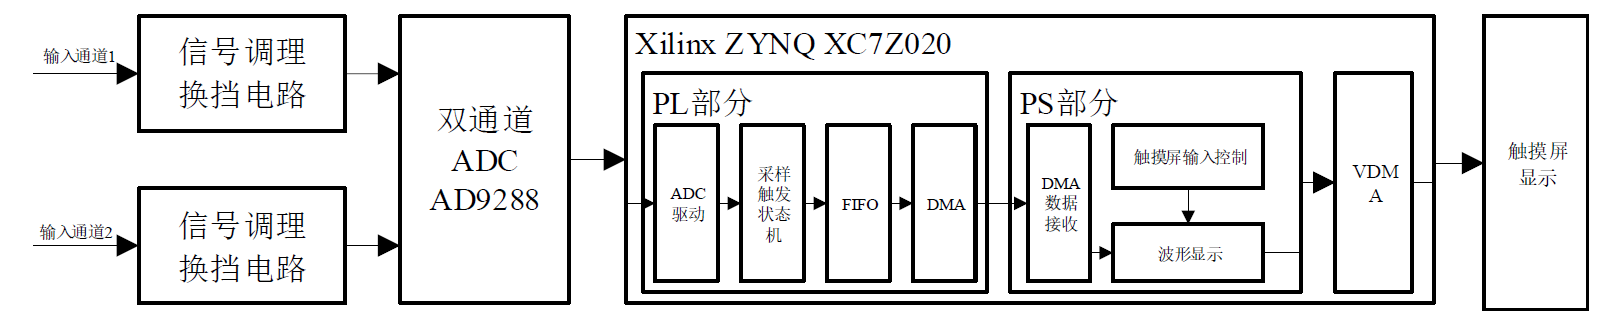 输入通道1
信号调理
换挡电路
输入通道2
信号调理
换挡电路
双通道
ADC
AD9288
Xilinx ZYNQ XC7Z020
PL部分
ADC
驱动
采样
触发
状态
机
FIFO
DMA
PS部分
DMA
数据
接收
触摸屏输入控制
波形显示
VDM
A
触摸屏
显示